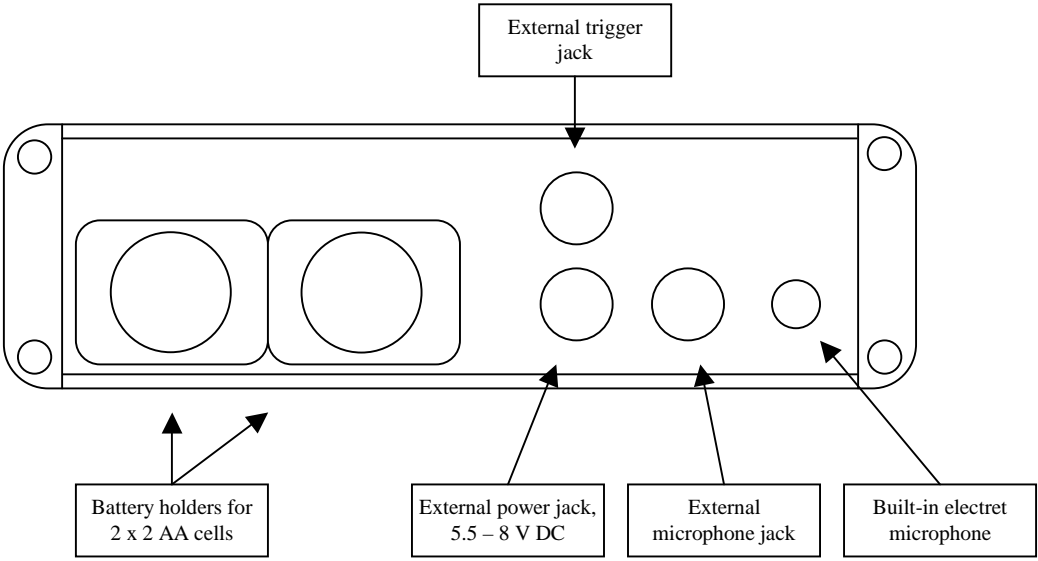 External trigger
jack
Battery holders for
2 x 2 AA cells
External power jack,
5.5 – 8 V DC
External
microphone jack
Built-in electret
microphone